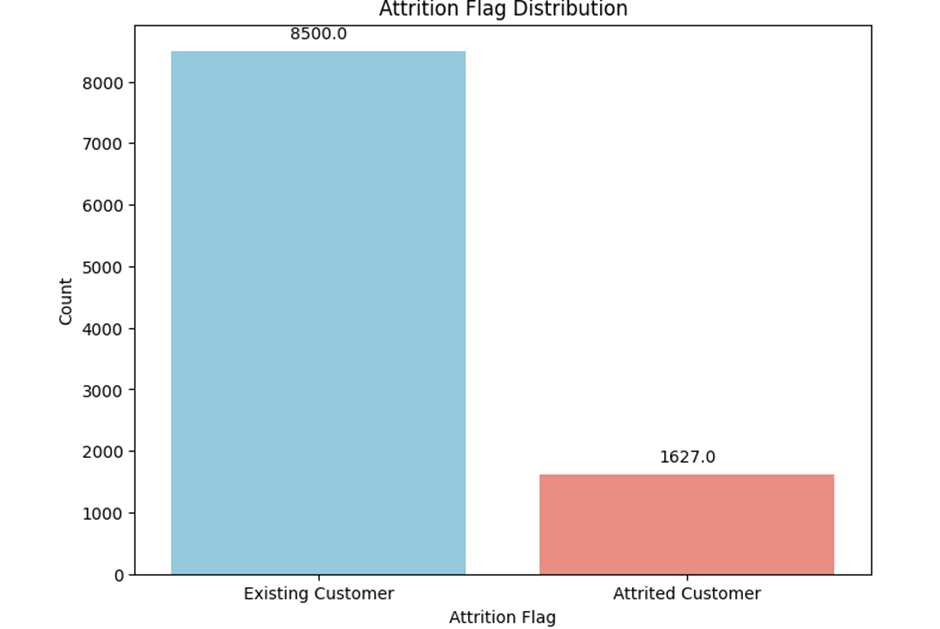 Attrition Flag Distribution
8500.0
8000
7000
6000
5000
4000
3000
2000
1000
0
Count
1627.0
Existing Customer
Attrited Customer
Attrition Flag